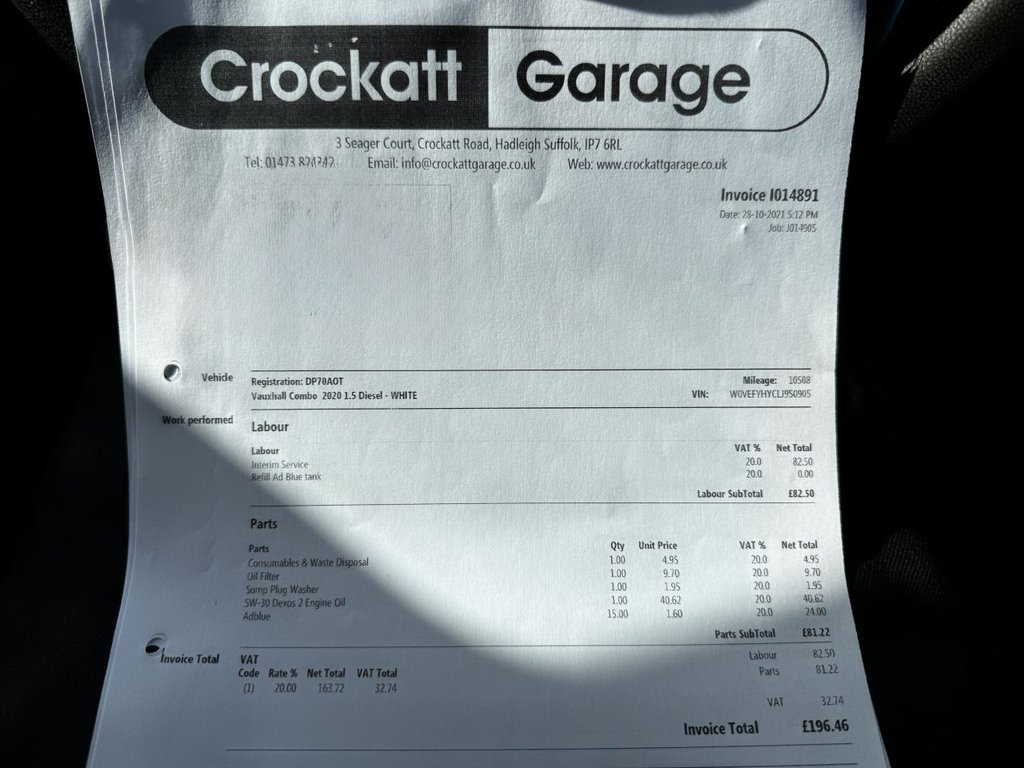 Crockatt Garage
3 Seager Court, Crockatt Road, Hadleigh Suffolk, IP7 6RL
Tel: 01473 824242 Email: info@crockattgarage.co.uk Web: www.crockattgarage.co.uk
Invoice I014891
Date: 28-10-2021 5:12 PM
Job: J014905
Vehicle Registration: DP70AOT Mileage: 10508
Vauxhall Combo 2020 1.5 Diesel - WHITE VIN: W0VEFYHYCLJ950905
Work performed Labour
Labour VAT % Net Total
Interim Service 20.0 82.50
Refill Ad Blue tank 20.0 0.00
Labour SubTotal £82.50
Parts
Parts Qty Unit Price VAT % Net Total
Consumables & Waste Disposal 1.00 4.95 20.0 4.95
Oil Filter 1.00 9.70 20.0 9.70
Sump Plug Washer 1.00 1.95 20.0 1.95
5W-30 Dexos 2 Engine Oil 1.00 40.62 20.0 40.62
Adblue 15.00 1.60 20.0 24.00
Parts SubTotal £81.22
Invoice Total VAT Labour 82.50
Code Rate % Net Total VAT Total Parts 81.22
(1) 20.00 163.72 32.74
VAT 32.74
Invoice Total £196.46